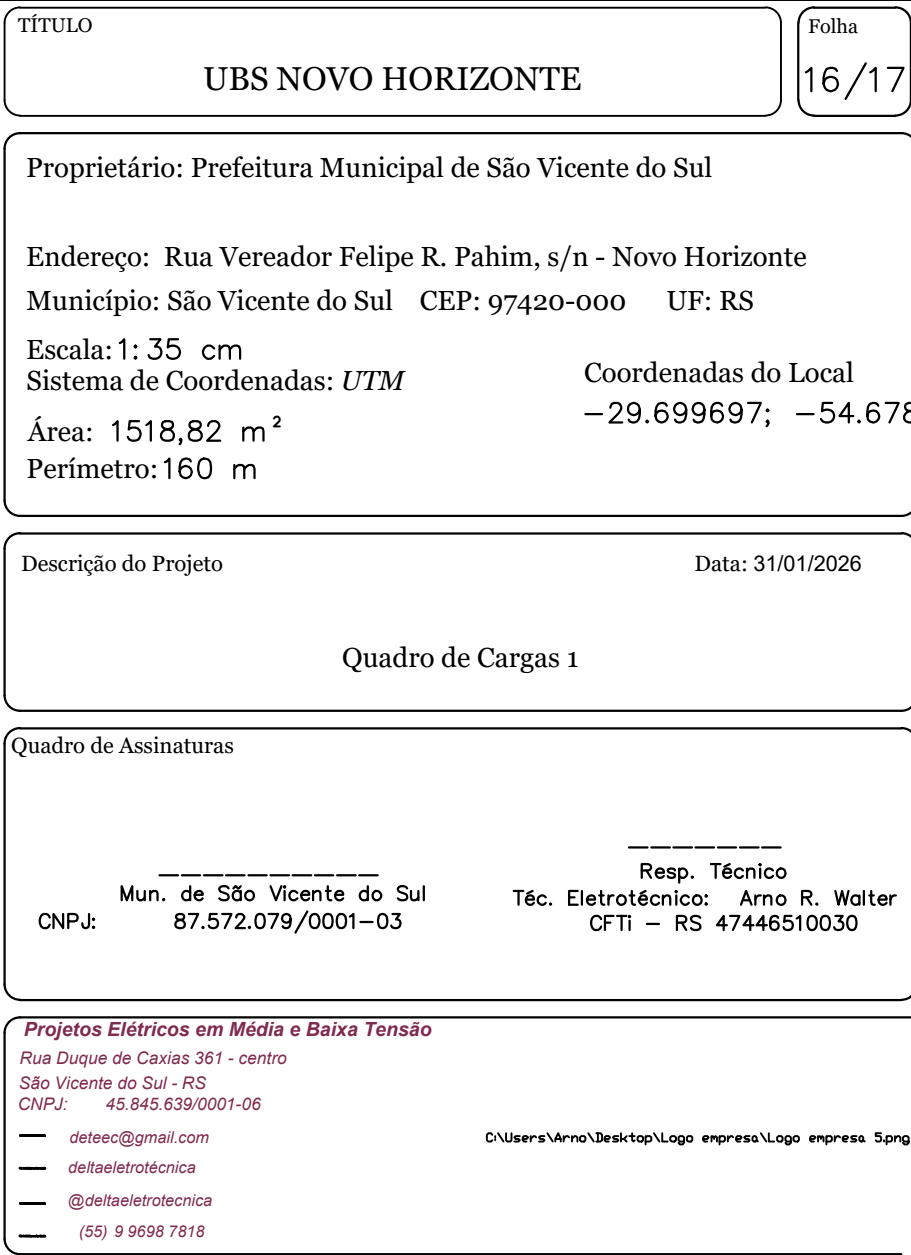 TÍTULO
UBS NOVO HORIZONTE
Folha
16/17
Proprietário: Prefeitura Municipal de São Vicente do Sul
Endereço: Rua Vereador Felipe R. Pahim, s/n - Novo Horizonte
Município: São Vicente do Sul CEP: 97420-000 UF: RS
Escala: 1: 35 cm
Sistema de Coordenadas: UTM
Área: 1518,82 m²
Perímetro: 160 m
Coordenadas do Local
-29.699697; -54.678
Descrição do Projeto
Data: 31/01/2026
Quadro de Cargas 1
Quadro de Assinaturas
Mun. de São Vicente do Sul
CNPJ: 87.572.079/0001-03
Resp. Técnico
Téc. Eletrotécnico: Arno R. Walter
CFTi - RS 47446510030
Projetos Elétricos em Média e Baixa Tensão
Rua Duque de Caxias 361 - centro
São Vicente do Sul - RS
CNPJ: 45.845.639/0001-06
deteec@gmail.com
deltaeletrotécnica
@deltaeletrotecnica
(55) 9 9698 7818
C:\Users\Arno\Desktop\Logo empresa\Logo empresa 5.png